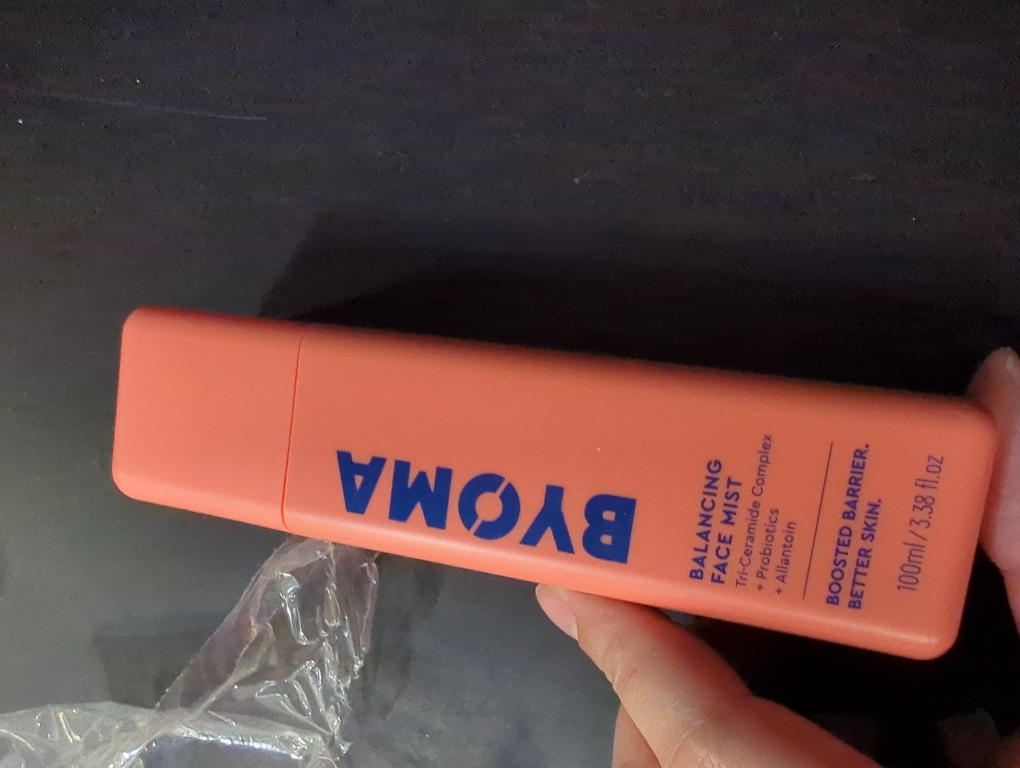 BYOMA
BALANCING
FACE MIST
Tri-Ceramide Complex
+ Probiotics
+ Allantoin
BOOSTED BARRIER.
BETTER SKIN.
100ml/3.38 fl.oz